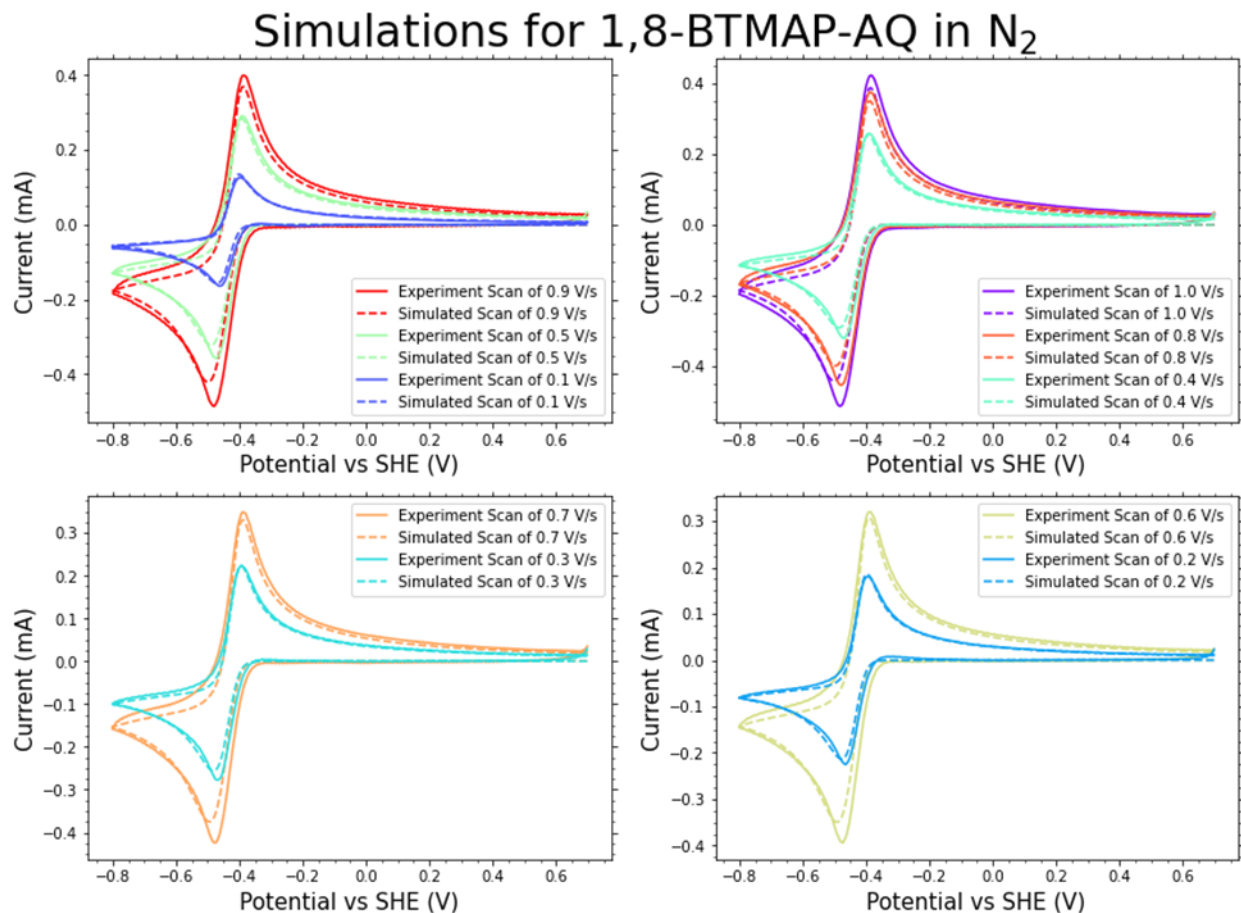 Simulations for 1,8-BTMAP-AQ in N₂
0.4
0.2
0.0
−0.2
−0.4
Current (mA)
Experiment Scan of 0.9 V/s
Simulated Scan of 0.9 V/s
Experiment Scan of 0.5 V/s
Simulated Scan of 0.5 V/s
Experiment Scan of 0.1 V/s
Simulated Scan of 0.1 V/s
−0.8 −0.6 −0.4 −0.2 0.0 0.2 0.4 0.6
Potential vs SHE (V)
0.4
0.2
0.0
−0.2
−0.4
Current (mA)
Experiment Scan of 1.0 V/s
Simulated Scan of 1.0 V/s
Experiment Scan of 0.8 V/s
Simulated Scan of 0.8 V/s
Experiment Scan of 0.4 V/s
Simulated Scan of 0.4 V/s
−0.8 −0.6 −0.4 −0.2 0.0 0.2 0.4 0.6
Potential vs SHE (V)
0.3
0.2
0.1
0.0
−0.1
−0.2
−0.3
−0.4
Current (mA)
Experiment Scan of 0.7 V/s
Simulated Scan of 0.7 V/s
Experiment Scan of 0.3 V/s
Simulated Scan of 0.3 V/s
−0.8 −0.6 −0.4 −0.2 0.0 0.2 0.4 0.6
Potential vs SHE (V)
0.3
0.2
0.1
0.0
−0.1
−0.2
−0.3
−0.4
Current (mA)
Experiment Scan of 0.6 V/s
Simulated Scan of 0.6 V/s
Experiment Scan of 0.2 V/s
Simulated Scan of 0.2 V/s
−0.8 −0.6 −0.4 −0.2 0.0 0.2 0.4 0.6
Potential vs SHE (V)